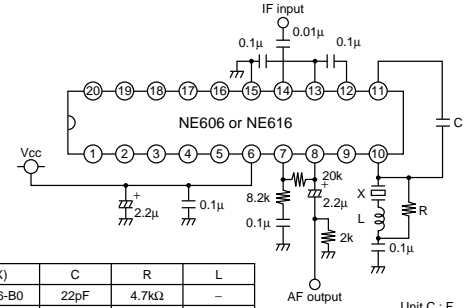 IF input
0.01μ
0.1μ
0.1μ
20 19 18 17 16 15 14 13 12 11
NE606 or NE616
C
Vcc
1 2 3 4 5 6 7 8 9 10
+
2.2μ
0.1μ
8.2k
20k
+
2.2μ
X
L
R
0.1μ
2k
0.1μ
AF output
X) C R L
6-B0 22pF 4.7kΩ –